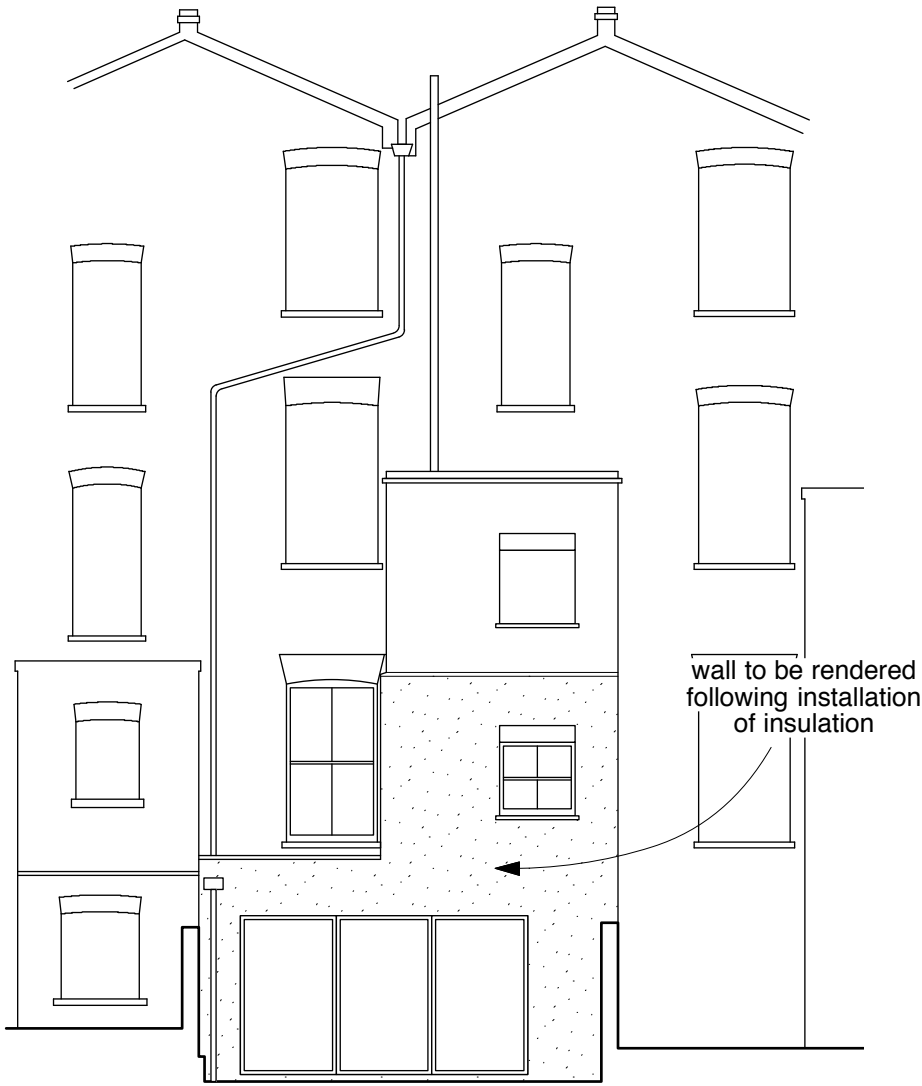 wall to be rendered
following installation
of insulation